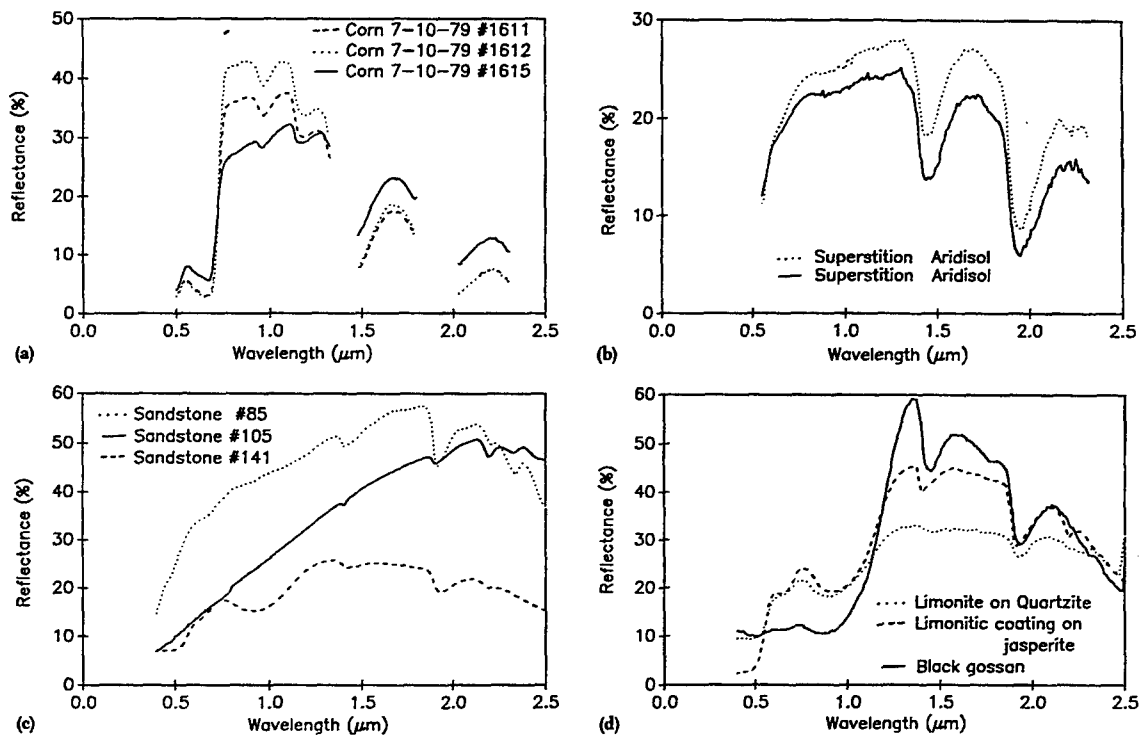 50
40
30
20
10
0
Reflectance (%)
Corn 7-10-79 #1611
Corn 7-10-79 #1612
Corn 7-10-79 #1615
0.0 0.5 1.0 1.5 2.0 2.5
(a)
Wavelength (μm)
30
20
10
0
Reflectance (%)
Superstition Aridisol
Superstition Aridisol
0.0 0.5 1.0 1.5 2.0 2.5
(b)
Wavelength (μm)
60
50
40
30
20
10
0
Reflectance (%)
Sandstone #85
Sandstone #105
Sandstone #141
0.0 0.5 1.0 1.5 2.0 2.5
(c)
Wavelength (μm)
60
50
40
30
20
10
0
Reflectance (%)
Limonite on Quartzite
Limonitic coating on
jasperite
Black gossan
0.0 0.5 1.0 1.5 2.0 2.5
(d)
Wavelength (μm)